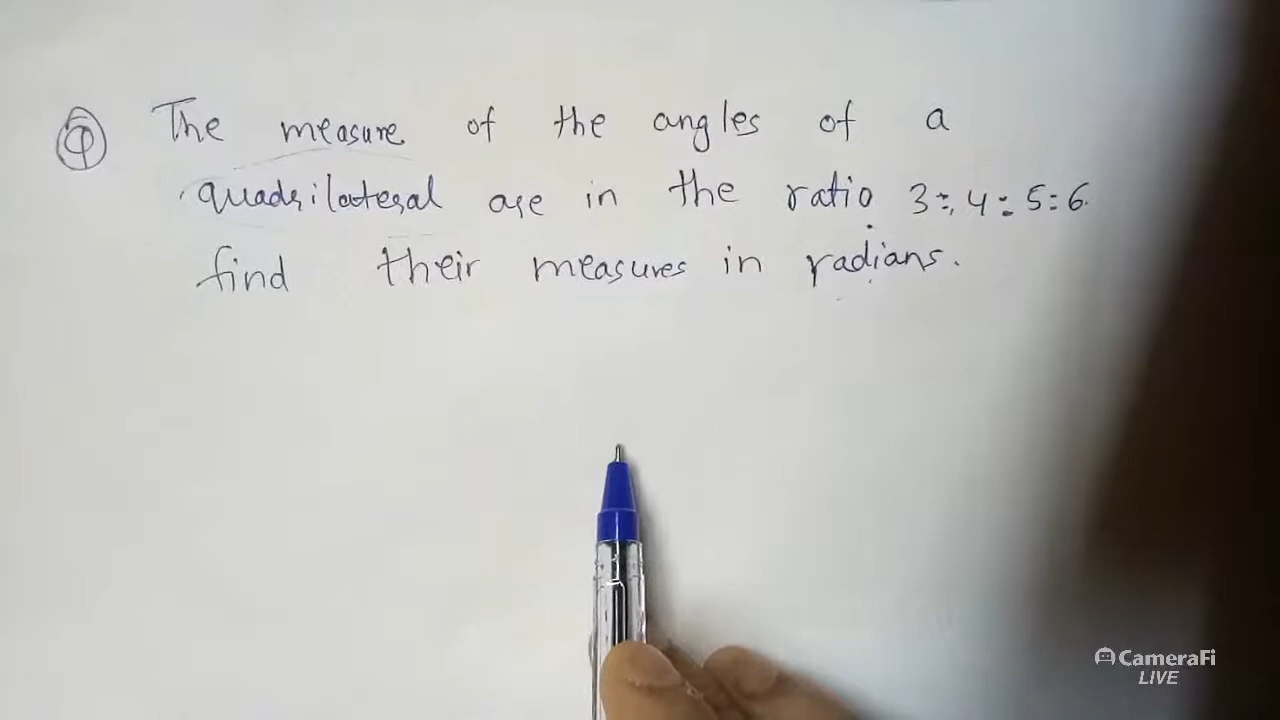 Q The measure of the angles of a
quadrilateral are in the ratio 3:4:5:6
find their measures in radians.
CameraFi
LIVE